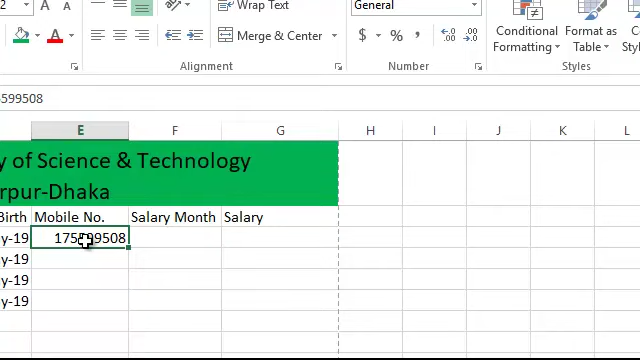 2
Wrap Text
General
Merge & Center
$ % ,
Conditional
Formatting
Format as
Table
Alignment
Number
Styles
599508
E F G H I J K L
y of Science & Technology
rpur-Dhaka
Birth Mobile No. Salary Month Salary
y-19
y-19
y-19
y-19